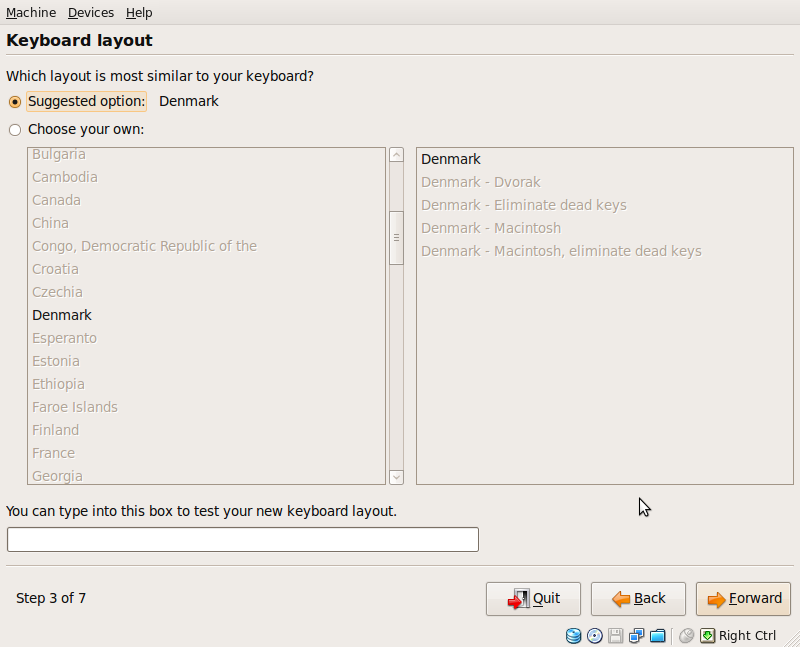 Machine Devices Help
Keyboard layout
Which layout is most similar to your keyboard?
Suggested option: Denmark
Choose your own:
Bulgaria
Cambodia
Canada
China
Congo, Democratic Republic of the
Croatia
Czechia
Denmark
Esperanto
Estonia
Ethiopia
Faroe Islands
Finland
France
Georgia
Denmark
Denmark - Dvorak
Denmark - Eliminate dead keys
Denmark - Macintosh
Denmark - Macintosh, eliminate dead keys
You can type into this box to test your new keyboard layout.
Step 3 of 7
Quit
Back
Forward
Right Ctrl